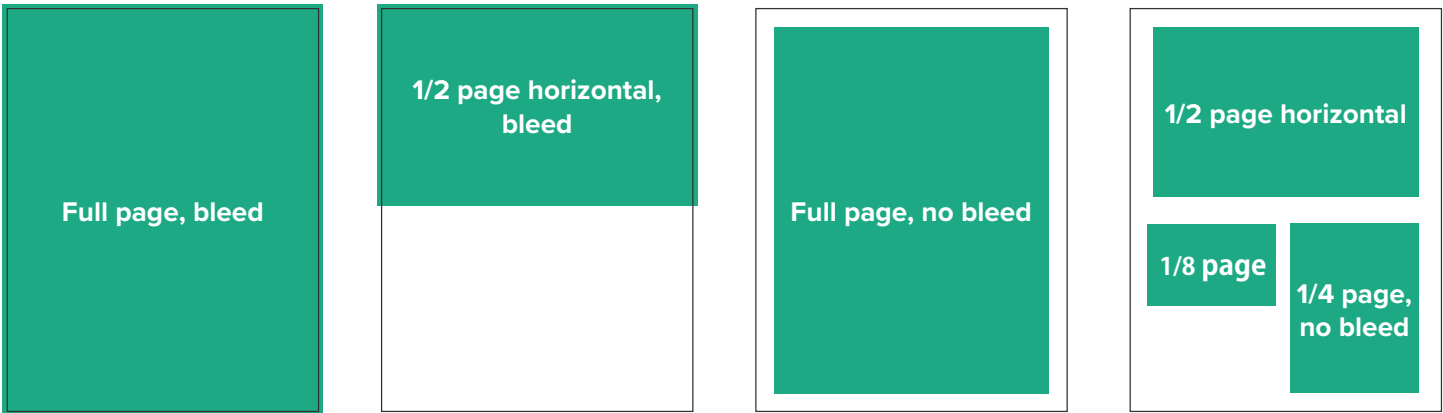 Full page, bleed
1/2 page horizontal,
bleed
Full page, no bleed
1/2 page horizontal
1/8 page
1/4 page,
no bleed